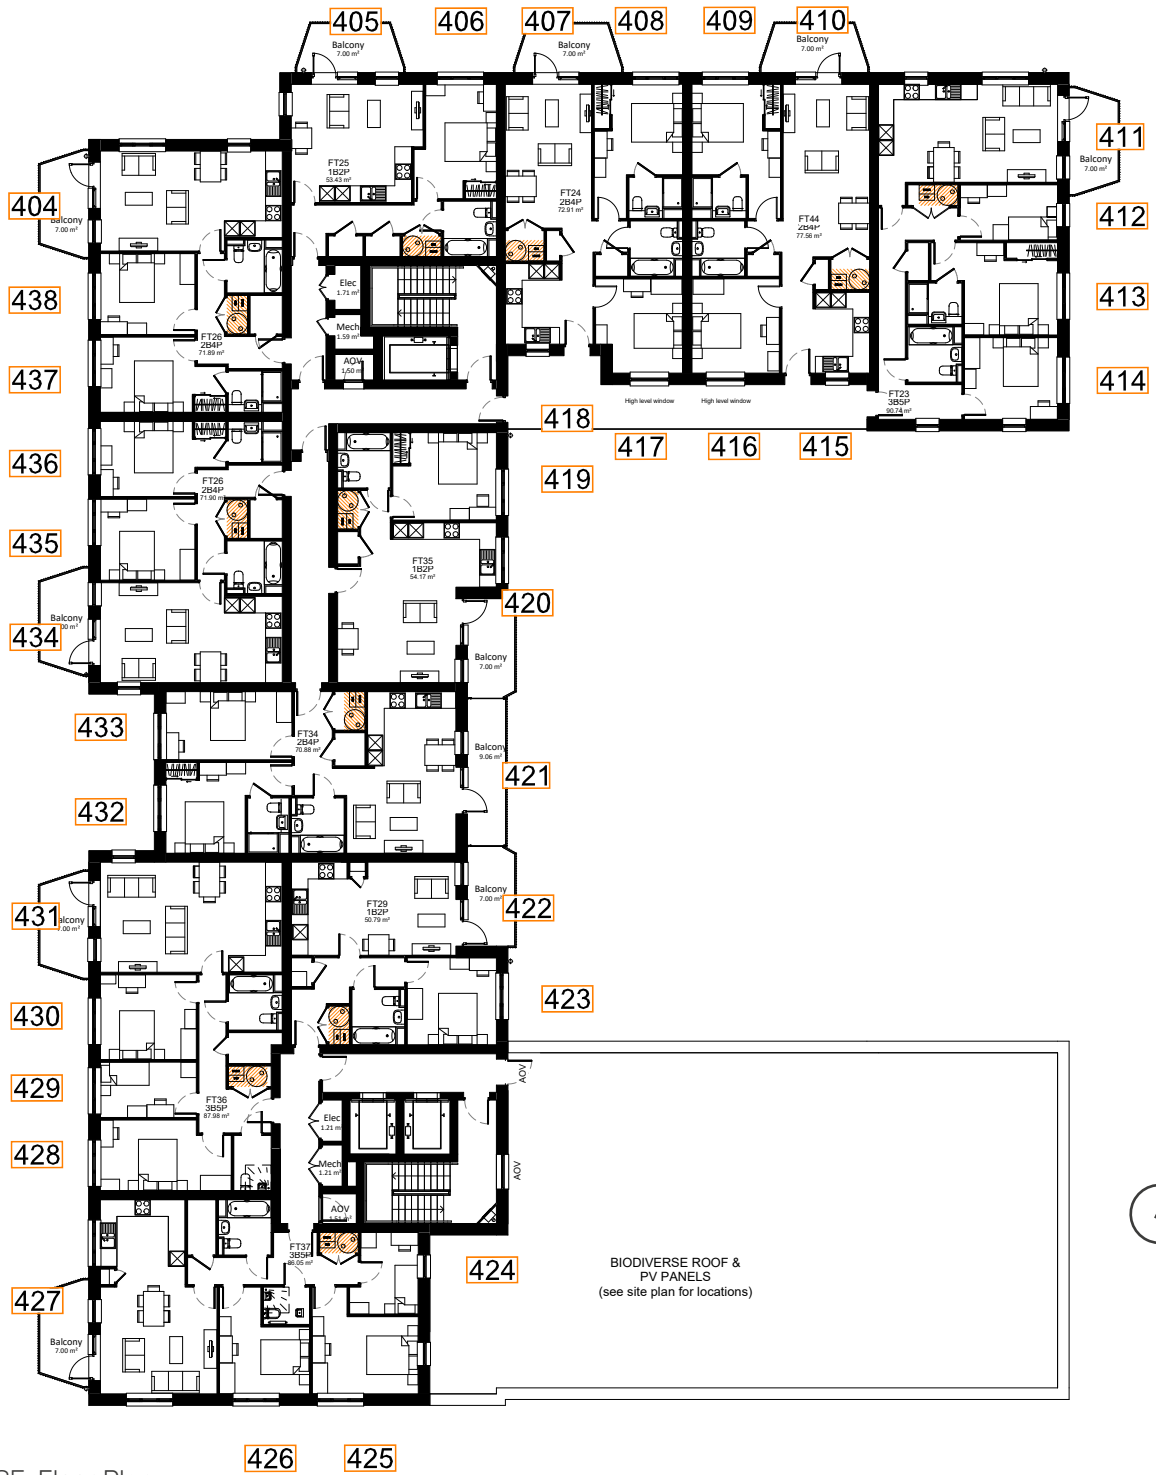 405
406
407
408
409
410
Balcony
7.00 m²
Balcony
7.00 m²
Balcony
7.00 m²
411
Balcony
7.00 m²
FT25
1B2P
53.43 m²
FT24
2B4P
72.91 m²
FT44
2B4P
77.56 m²
404
Balcony
7.00 m²
412
438
Elec
1.71 m²
Mech
1.59 m²
AOV
1.50 m²
413
FT26
2B4P
71.89 m²
437
414
FT23
3B5P
90.74 m²
High level window
High level window
418
417
416
415
436
419
FT26
2B4P
71.90 m²
435
FT35
1B2P
54.17 m²
420
434
Balcony
Balcony
7.00 m²
433
FT34
2B4P
70.88 m²
Balcony
9.06 m²
421
432
431
FT29
1B2P
50.79 m²
Balcony
7.00 m²
422
430
423
AOV
429
FT36
3B5P
87.98 m²
Elec
1.21 m²
428
Mech
1.21 m²
AOV
AOV
FT37
3B5P
424
BIODIVERSE ROOF &
PV PANELS
(see site plan for locations)
427
Balcony
7.00 m²
426
425